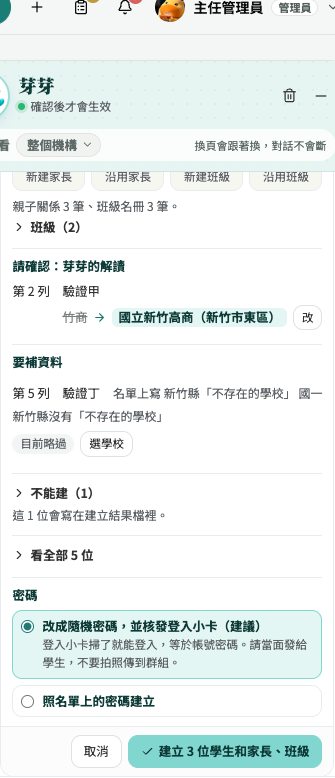 主任管理員 管理員
芽芽
確認後才會生效
看 整個機構 換頁會跟著換，對話不會斷
新建家長 沿用家長 新建班級 沿用班級
親子關係 3 筆、班級名冊 3 筆。
班級（2）
請確認：芽芽的解讀
第 2 列 驗證甲
竹商 → 國立新竹高商（新竹市東區） 改
要補資料
第 5 列 驗證丁 名單上寫 新竹縣「不存在的學校」 國一
新竹縣沒有「不存在的學校」
目前略過 選學校
不能建（1）
這 1 位會寫在建立結果檔裡。
看全部 5 位
密碼
改成隨機密碼，並核發登入小卡（建議）
登入小卡掃了就能登入，等於帳號密碼。請當面發給
學生，不要拍照傳到群組。
照名單上的密碼建立
取消 建立 3 位學生和家長、班級